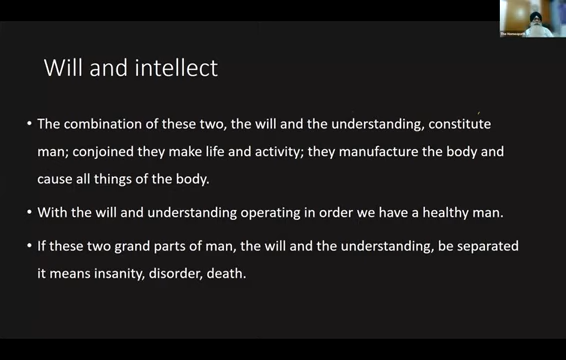 Will and intellect
• The combination of these two, the will and the understanding, constitute
man; conjoined they make life and activity; they manufacture the body and
cause all things of the body.
• With the will and understanding operating in order we have a healthy man.
• If these two grand parts of man, the will and the understanding, be separated
it means insanity, disorder, death.